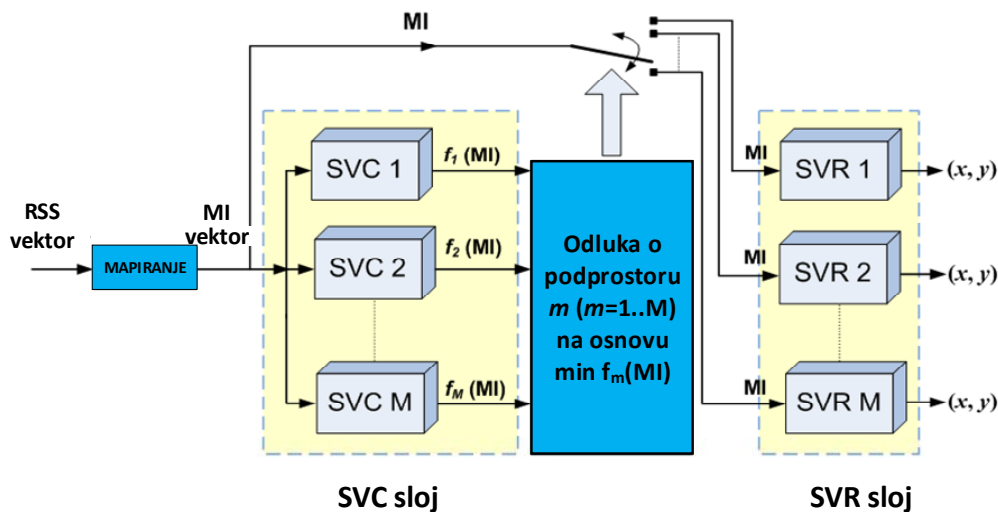 MI
SVC 1
f1 (MI)
MI
SVR 1
(x, y)
RSS
vektor
MI
vektor
MAPIRANJE
SVC 2
f2 (MI)
Odluka o
podprostoru
m (m=1..M)
na osnovu
min fm(MI)
MI
SVR 2
(x, y)
SVC M
fM (MI)
MI
SVR M
(x, y)
SVC sloj
SVR sloj